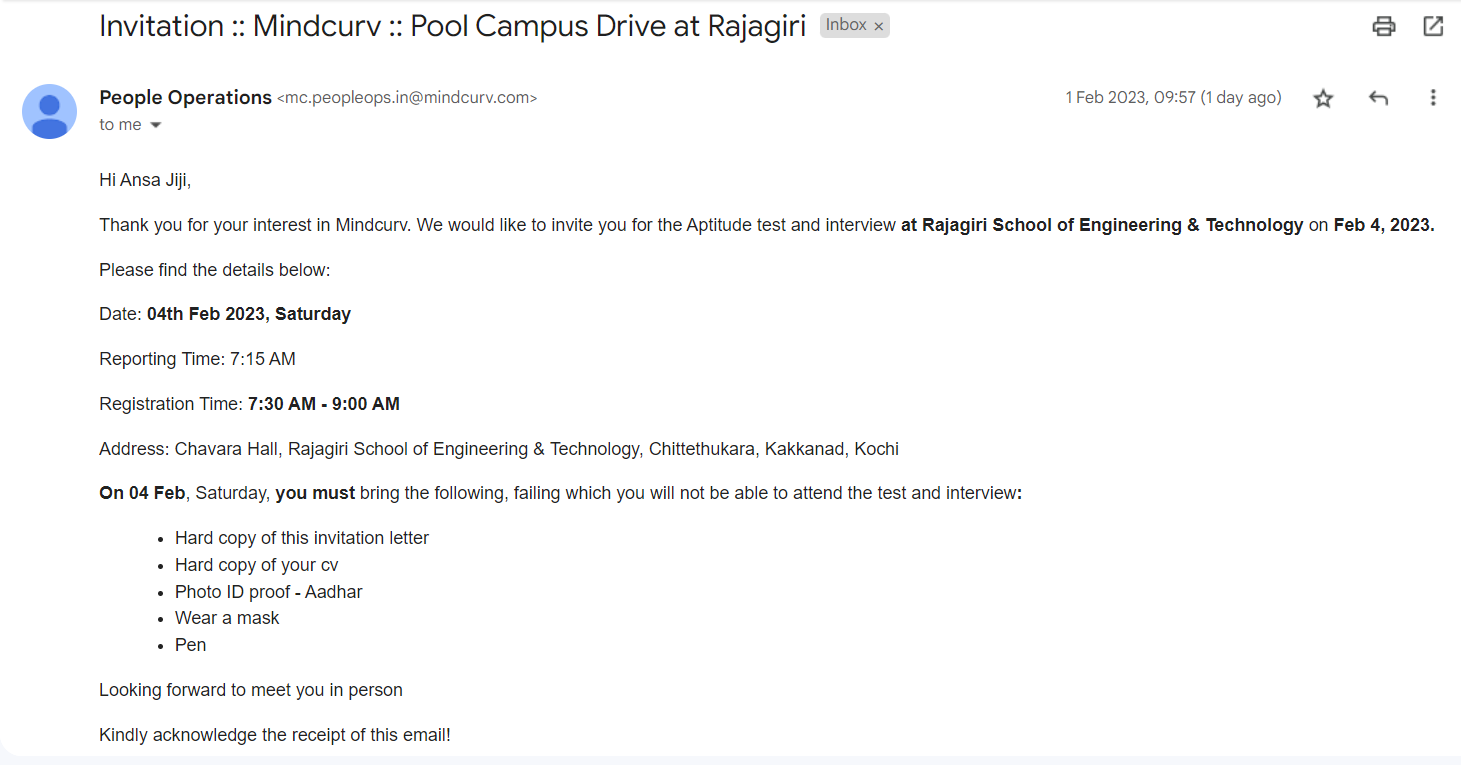 Invitation :: Mindcurv :: Pool Campus Drive at Rajagiri Inbox ×
People Operations <mc.peopleops.in@mindcurv.com> 1 Feb 2023, 09:57 (1 day ago)
to me
Hi Ansa Jiji,
Thank you for your interest in Mindcurv. We would like to invite you for the Aptitude test and interview at Rajagiri School of Engineering & Technology on Feb 4, 2023.
Please find the details below:
Date: 04th Feb 2023, Saturday
Reporting Time: 7:15 AM
Registration Time: 7:30 AM - 9:00 AM
Address: Chavara Hall, Rajagiri School of Engineering & Technology, Chittethukara, Kakkanad, Kochi
On 04 Feb, Saturday, you must bring the following, failing which you will not be able to attend the test and interview:
• Hard copy of this invitation letter
• Hard copy of your cv
• Photo ID proof - Aadhar
• Wear a mask
• Pen
Looking forward to meet you in person
Kindly acknowledge the receipt of this email!